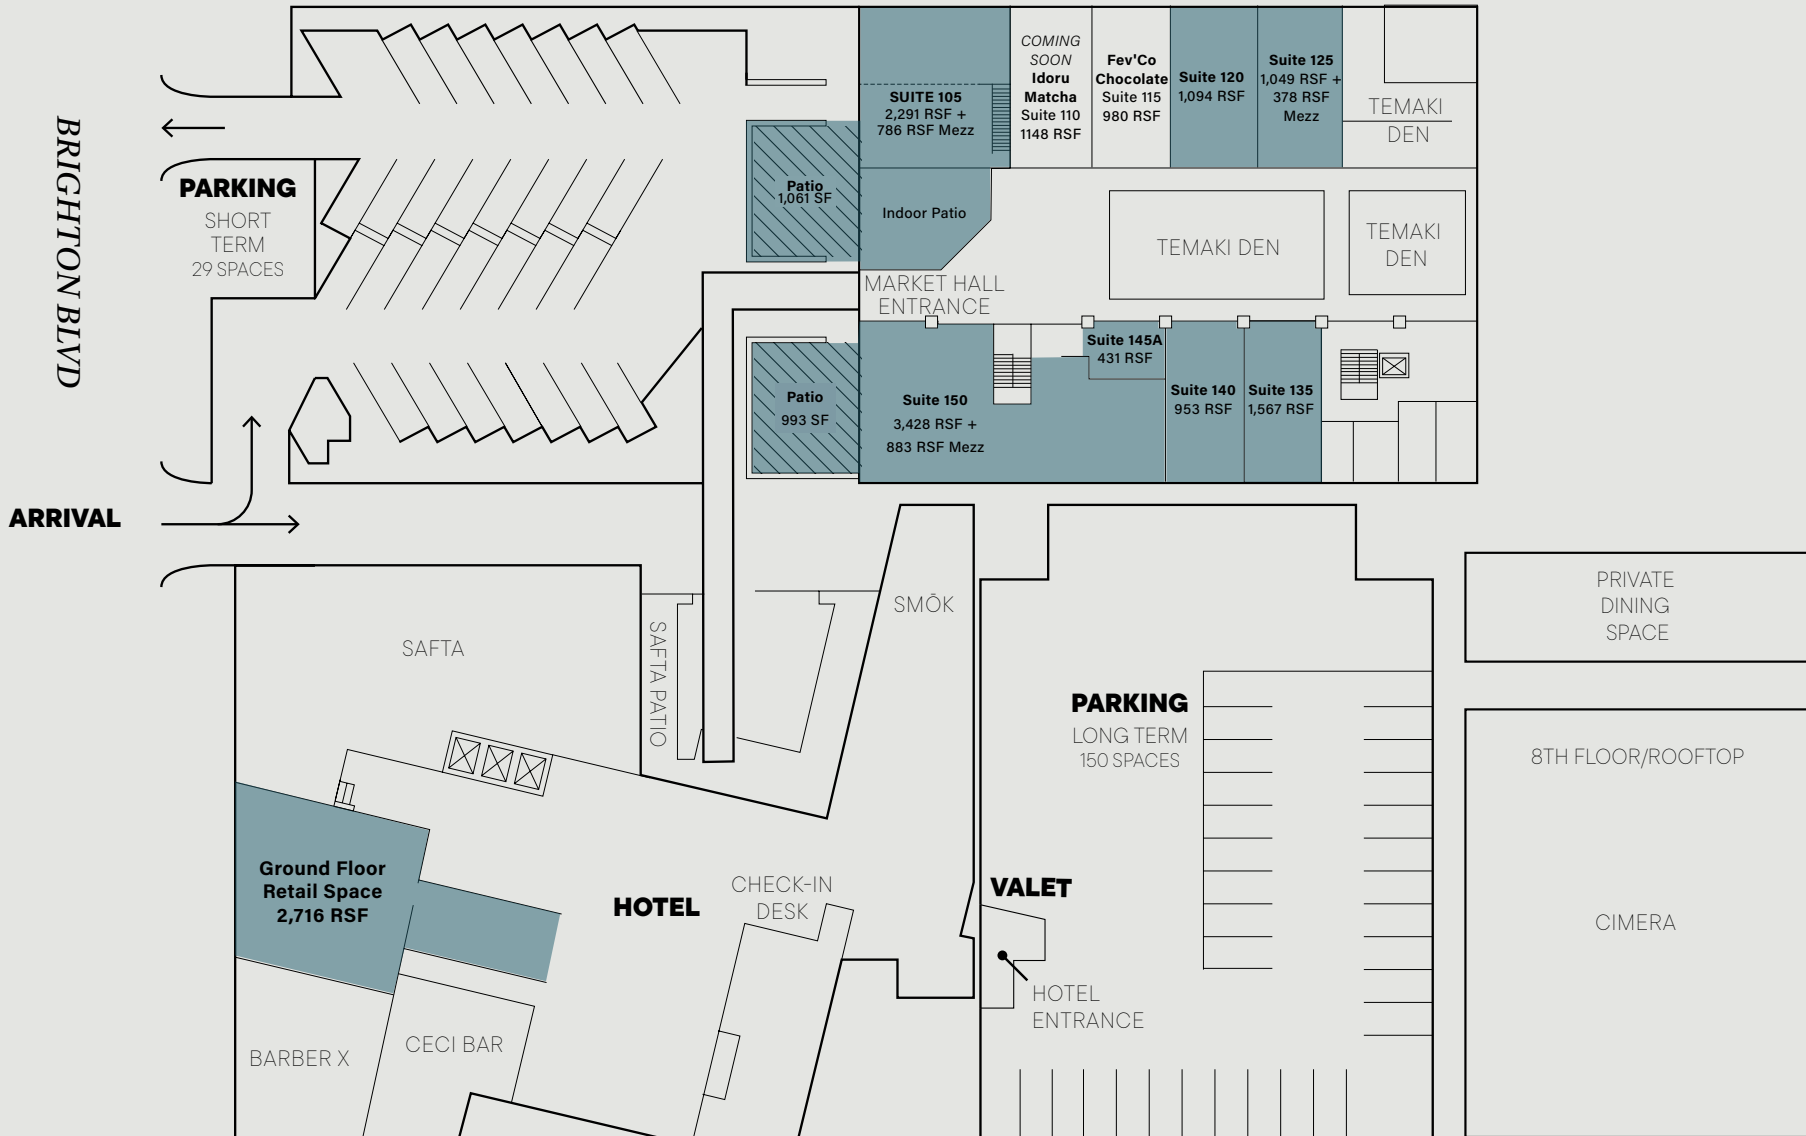 BRIGHTON BLVD
ARRIVAL
PARKING
SHORT
TERM
29 SPACES
SUITE 105
2,291 RSF +
786 RSF Mezz
COMING
SOON
Idoru
Matcha
Suite 110
1148 RSF
Fev'Co
Chocolate
Suite 115
980 RSF
Suite 120
1,094 RSF
Suite 125
1,049 RSF +
378 RSF
Mezz
TEMAKI
DEN
Patio
1,061 SF
Indoor Patio
TEMAKI DEN
TEMAKI
DEN
MARKET HALL
ENTRANCE
Patio
993 SF
Suite 150
3,428 RSF +
883 RSF Mezz
Suite 145A
431 RSF
Suite 140
953 RSF
Suite 135
1,567 RSF
SAFTA
SAFTA PATIO
SMŌK
PRIVATE
DINING
SPACE
PARKING
LONG TERM
150 SPACES
8TH FLOOR/ROOFTOP
CIMERA
Ground Floor
Retail Space
2,716 RSF
HOTEL
CHECK-IN
DESK
VALET
HOTEL
ENTRANCE
BARBER X
CECI BAR